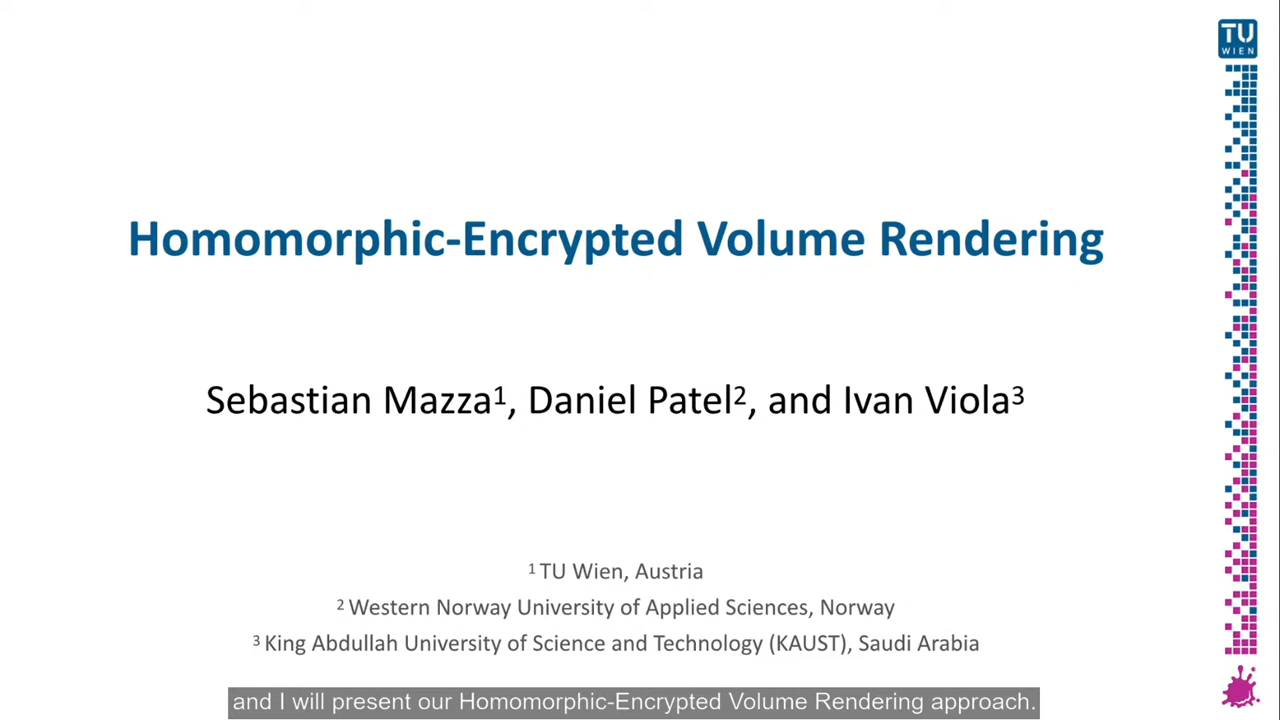 TU
WIEN
Homomorphic-Encrypted Volume Rendering
Sebastian Mazza¹, Daniel Patel², and Ivan Viola³
¹ TU Wien, Austria
² Western Norway University of Applied Sciences, Norway
³ King Abdullah University of Science and Technology (KAUST), Saudi Arabia
and I will present our Homomorphic-Encrypted Volume Rendering approach.